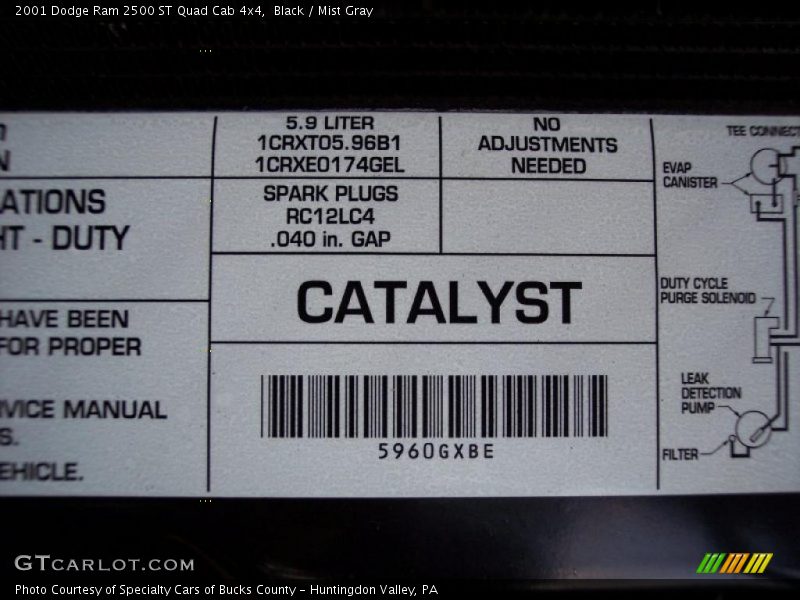 2001 Dodge Ram 2500 ST Quad Cab 4x4, Black / Mist Gray
5.9 LITER
1CRXT05.96B1
1CRXE0174GEL
NO
ADJUSTMENTS
NEEDED
ATIONS
HT - DUTY
SPARK PLUGS
RC12LC4
.040 in. GAP
CATALYST
HAVE BEEN
FOR PROPER
VICE MANUAL
S.
EHICLE.
5960GXBE
TEE CONNECT
EVAP
CANISTER
DUTY CYCLE
PURGE SOLENOID
LEAK
DETECTION
PUMP
FILTER
GTCARLOT.COM
Photo Courtesy of Specialty Cars of Bucks County - Huntingdon Valley, PA